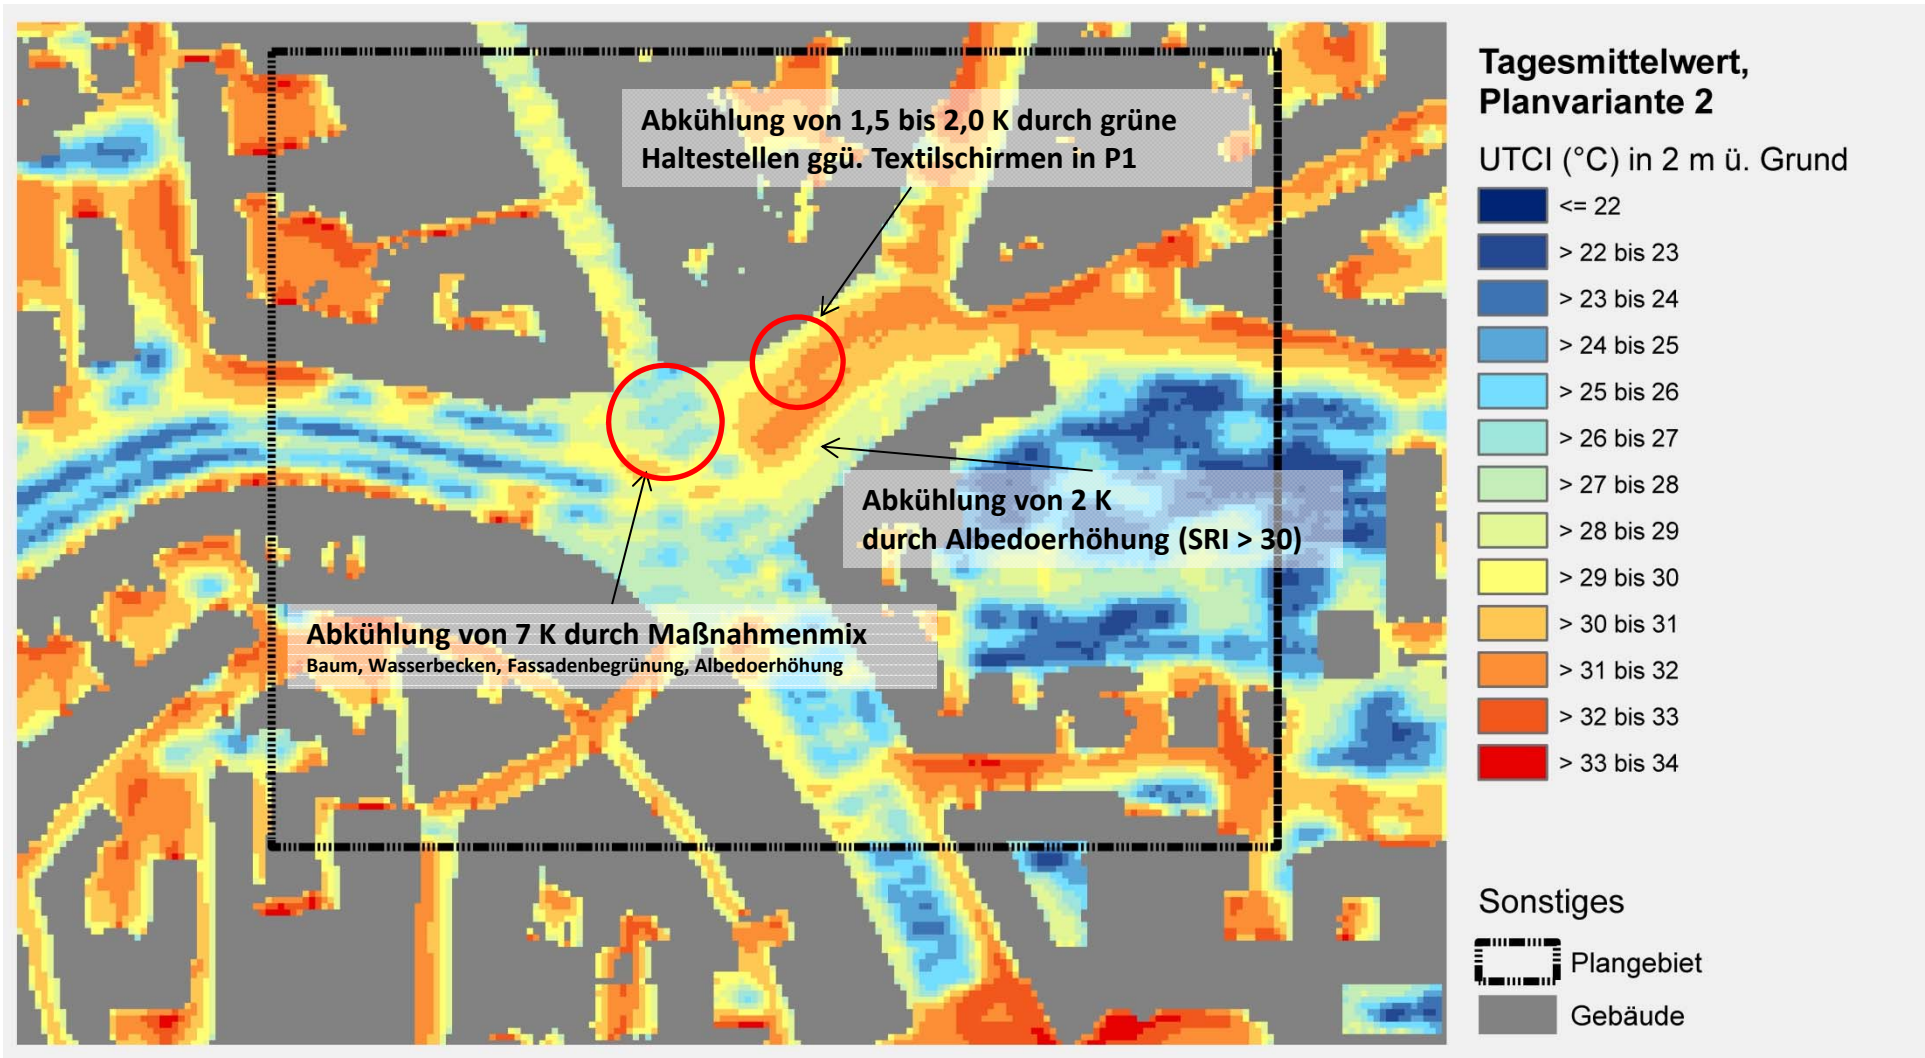 Abkühlung von 1,5 bis 2,0 K durch grüne
Haltestellen ggü. Textilschirmen in P1
Abkühlung von 2 K
durch Albedoerhöhung (SRI > 30)
Abkühlung von 7 K durch Maßnahmenmix
Baum, Wasserbecken, Fassadenbegrünung, Albedoerhöhung
Tagesmittelwert,
Planvariante 2
UTCI (°C) in 2 m ü. Grund
<= 22
> 22 bis 23
> 23 bis 24
> 24 bis 25
> 25 bis 26
> 26 bis 27
> 27 bis 28
> 28 bis 29
> 29 bis 30
> 30 bis 31
> 31 bis 32
> 32 bis 33
> 33 bis 34
Sonstiges
Plangebiet
Gebäude